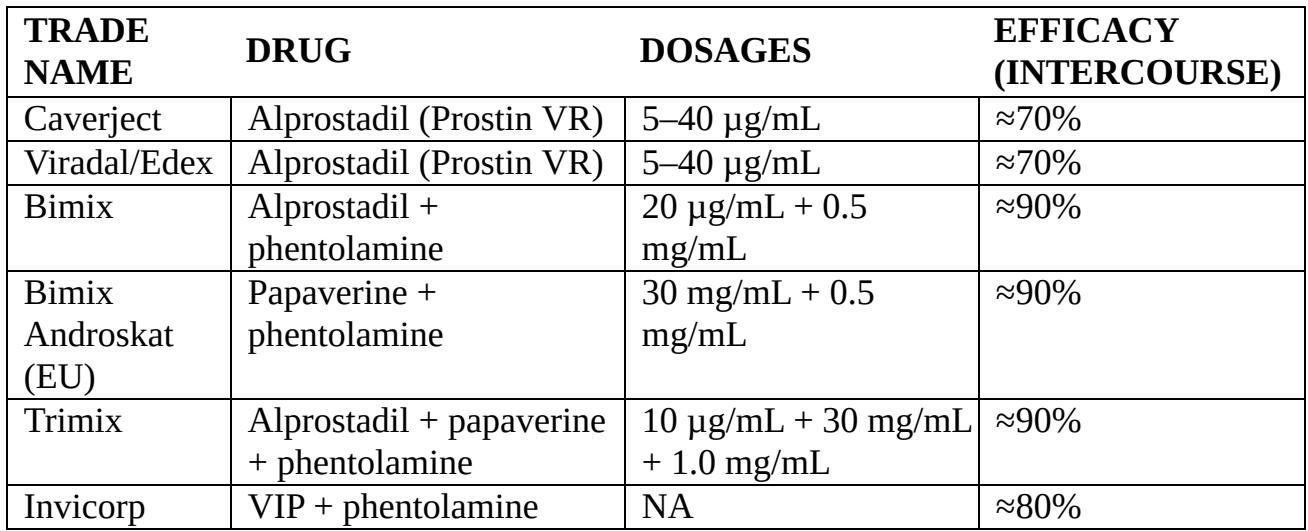 TRADE NAME | DRUG | DOSAGES | EFFICACY (INTERCOURSE)
Caverject | Alprostadil (Prostin VR) | 5–40 µg/mL | ≈70%
Viradal/Edex | Alprostadil (Prostin VR) | 5–40 µg/mL | ≈70%
Bimix | Alprostadil + | 20 µg/mL + 0.5 | ≈90%
phentolamine | mg/mL
Bimix | Papaverine + | 30 mg/mL + 0.5 | ≈90%
Androskat | phentolamine | mg/mL
(EU)
Trimix | Alprostadil + papaverine | 10 µg/mL + 30 mg/mL | ≈90%
+ phentolamine | + 1.0 mg/mL
Invicorp | VIP + phentolamine | NA | ≈80%